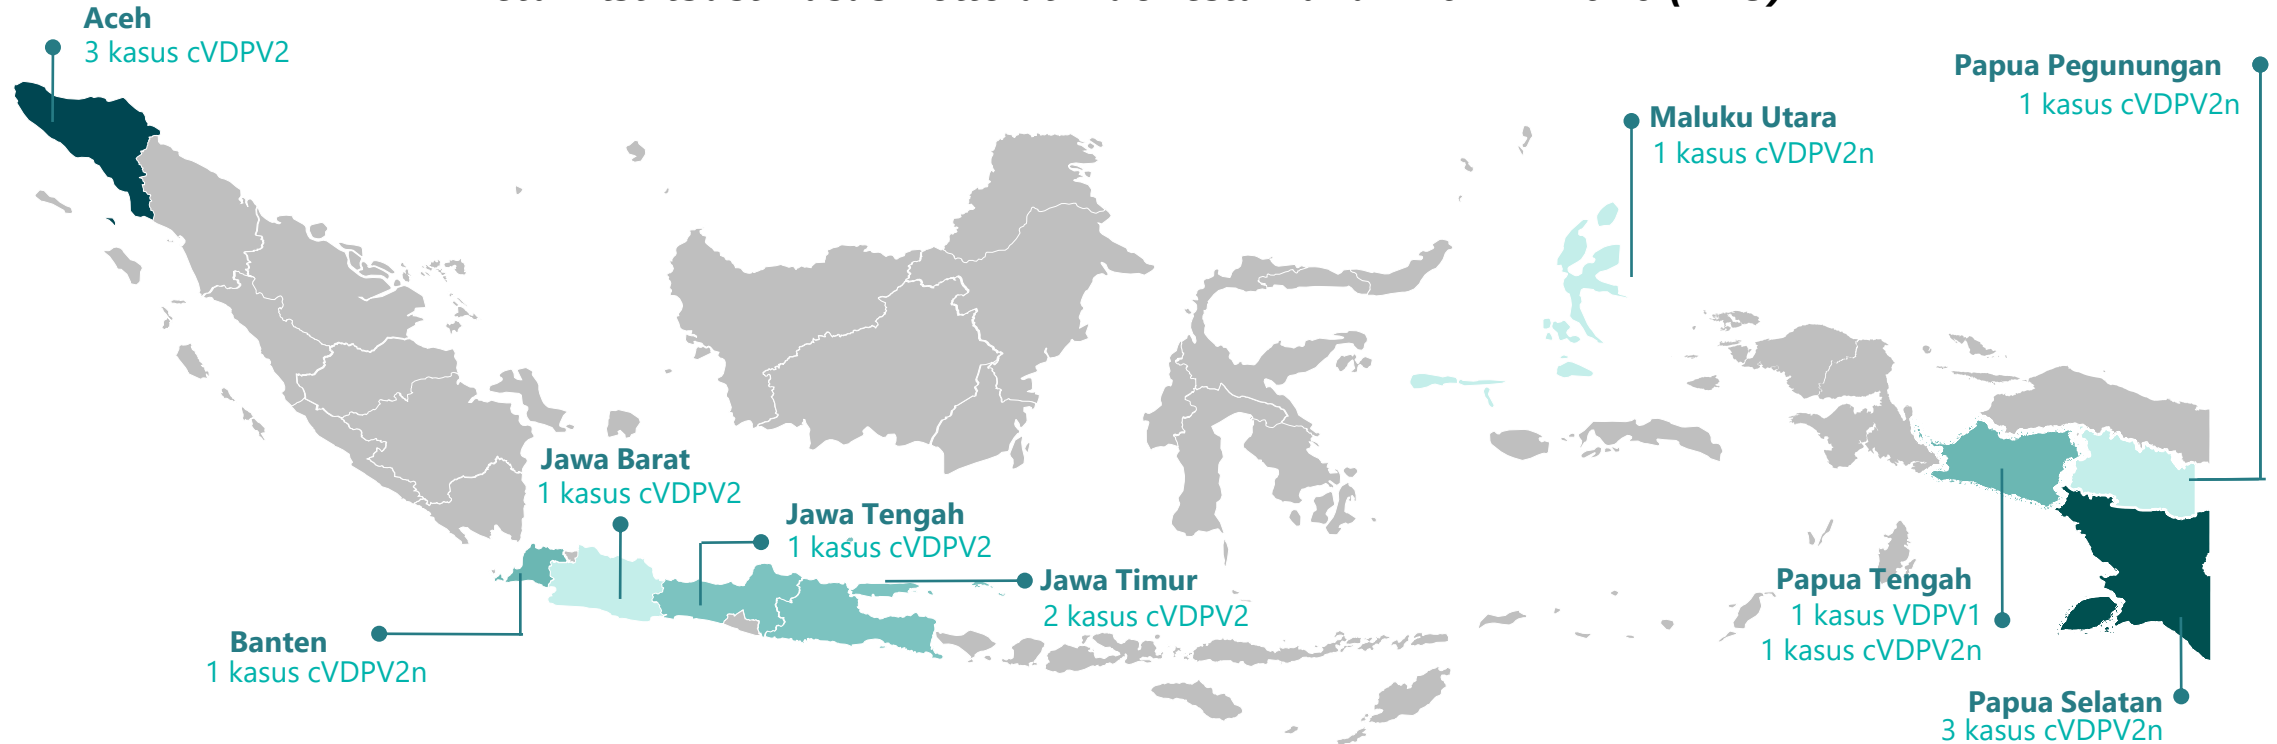 Aceh
3 kasus cVDPV2
Papua Pegunungan
1 kasus cVDPV2n
Maluku Utara
1 kasus cVDPV2n
Jawa Barat
1 kasus cVDPV2
Jawa Tengah
1 kasus cVDPV2
Jawa Timur
2 kasus cVDPV2
Banten
1 kasus cVDPV2n
Papua Tengah
1 kasus VDPV1
1 kasus cVDPV2n
Papua Selatan
3 kasus cVDPV2n